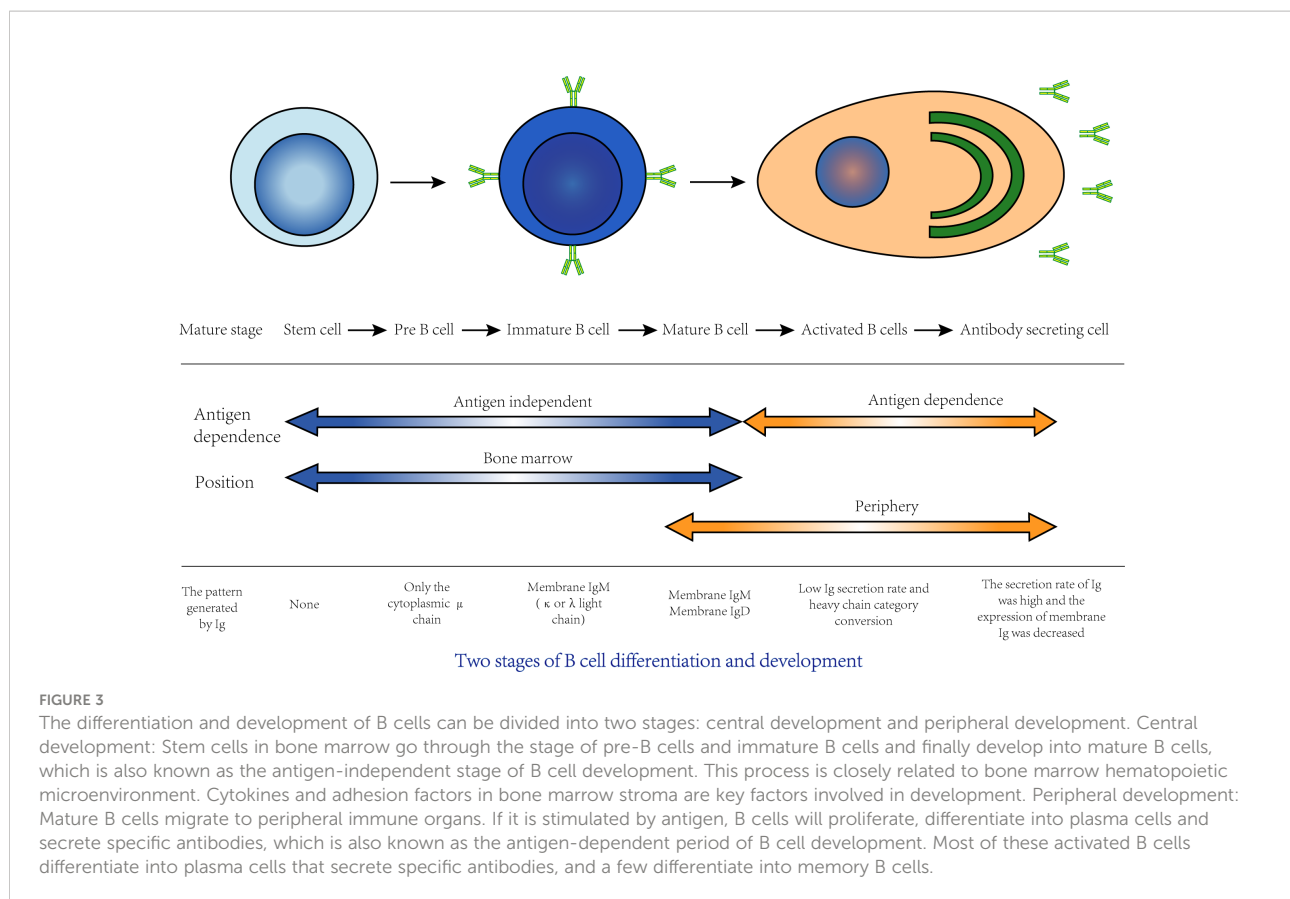 Mature stage Stem cell Pre B cell Immature B cell Mature B cell Activated B cells Antibody secreting cell
Antigen independent
Antigen dependence
Antigen
dependence
Bone marrow
Position
Periphery
The pattern
generated
by Ig
None
Only the
cytoplasmic μ
chain
Membrane IgM
( κ or λ light
chain)
Membrane IgM
Membrane IgD
Low Ig secretion rate and
heavy chain category
conversion
The secretion rate of Ig
was high and the
expression of membrane
Ig was decreased
Two stages of B cell differentiation and development
FIGURE 3
The differentiation and development of B cells can be divided into two stages: central development and peripheral development. Central
development: Stem cells in bone marrow go through the stage of pre-B cells and immature B cells and finally develop into mature B cells,
which is also known as the antigen-independent stage of B cell development. This process is closely related to bone marrow hematopoietic
microenvironment. Cytokines and adhesion factors in bone marrow stroma are key factors involved in development. Peripheral development:
Mature B cells migrate to peripheral immune organs. If it is stimulated by antigen, B cells will proliferate, differentiate into plasma cells and
secrete specific antibodies, which is also known as the antigen-dependent period of B cell development. Most of these activated B cells
differentiate into plasma cells that secrete specific antibodies, and a few differentiate into memory B cells.